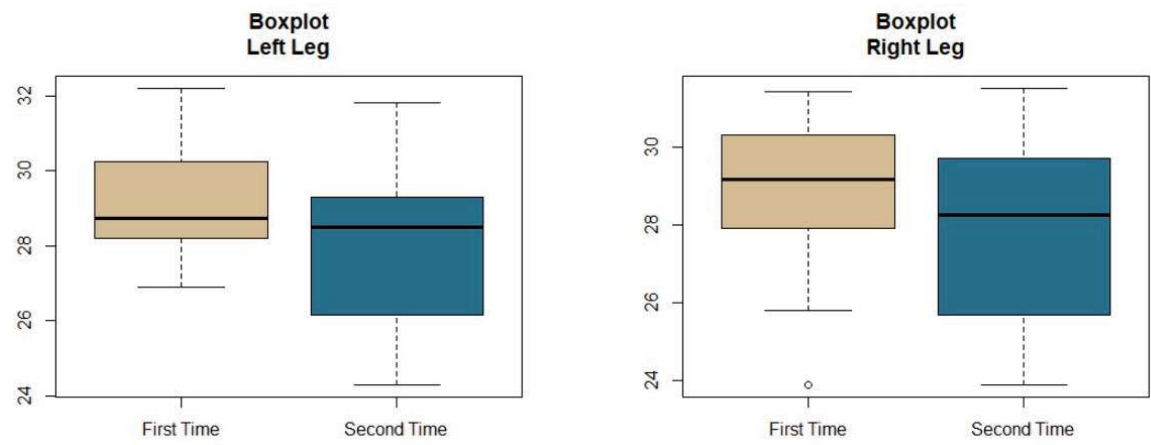 Boxplot
Left Leg
32
30
28
26
24
First Time
Second Time
Boxplot
Right Leg
30
28
26
24
First Time
Second Time